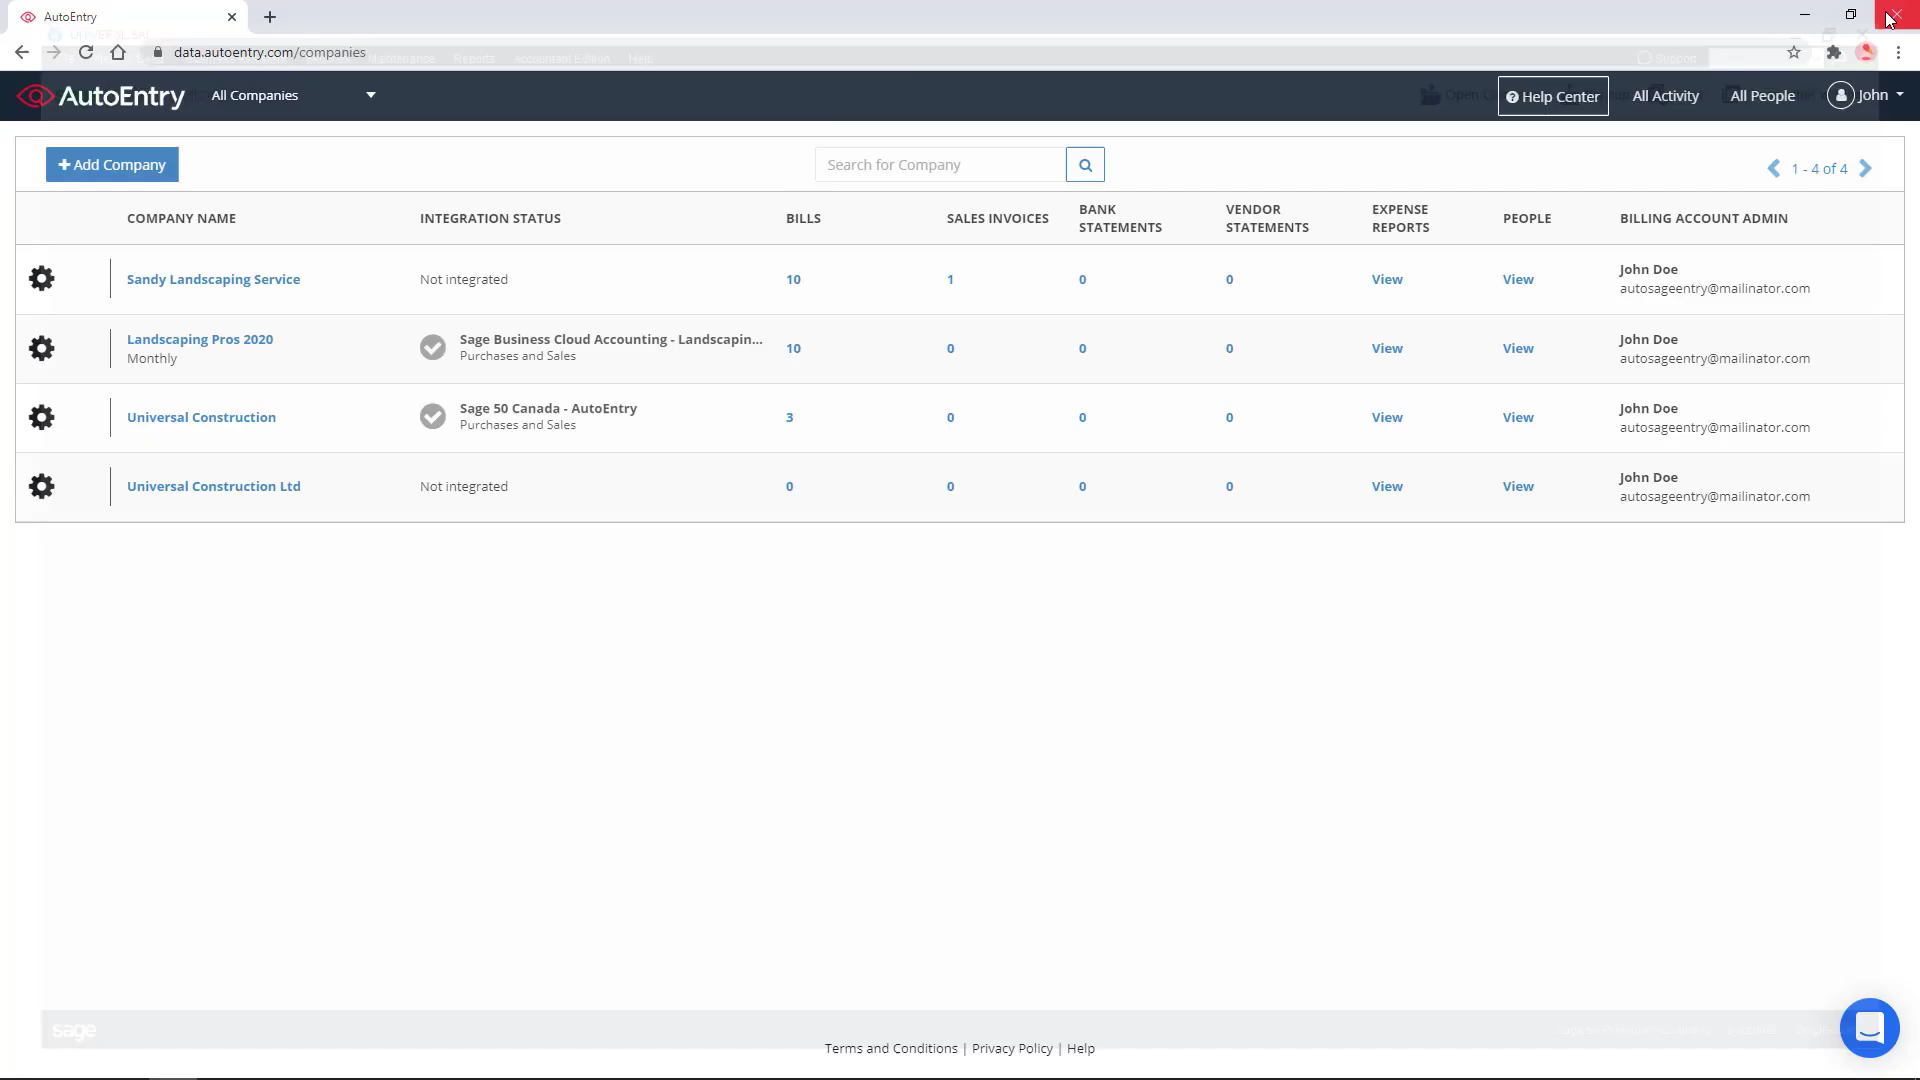 AutoEntry
data.autoentry.com/companies
Maintenance Reports Accountant Edition Help
Support
AutoEntry All Companies Help Center All Activity All People John
Add Company Search for Company 1 - 4 of 4
COMPANY NAME INTEGRATION STATUS BILLS SALES INVOICES BANK STATEMENTS VENDOR STATEMENTS EXPENSE REPORTS PEOPLE BILLING ACCOUNT ADMIN
Sandy Landscaping Service Not integrated 10 1 0 0 View View John Doe
autosageentry@mailinator.com
Landscaping Pros 2020 Sage Business Cloud Accounting - Landscapin... 10 0 0 0 View View John Doe
Monthly Purchases and Sales autosageentry@mailinator.com
Universal Construction Sage 50 Canada - AutoEntry 3 0 0 0 View View John Doe
Purchases and Sales autosageentry@mailinator.com
Universal Construction Ltd Not integrated 0 0 0 0 View View John Doe
autosageentry@mailinator.com
sage
Terms and Conditions | Privacy Policy | Help